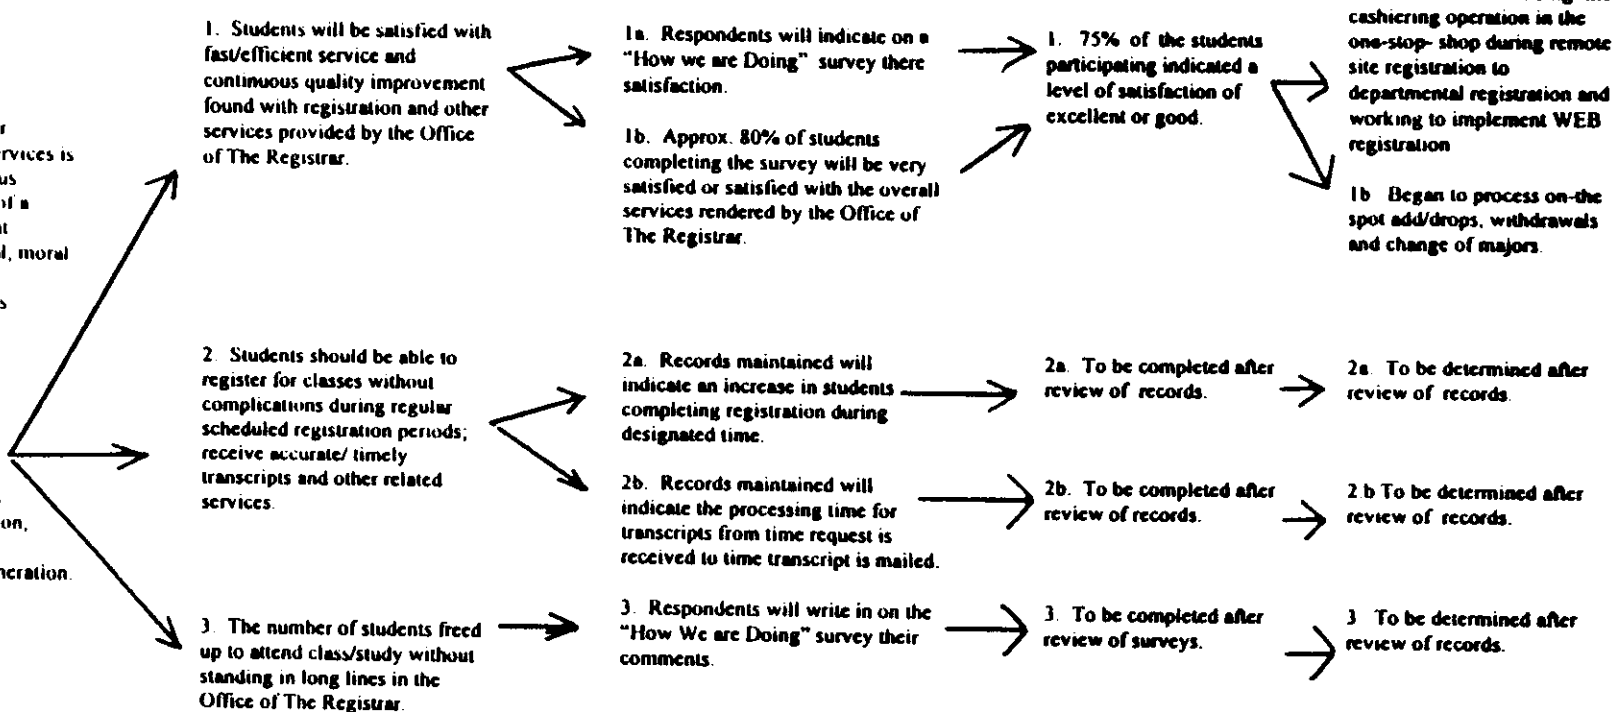 r
ervices is
us
of a
nt
l, moral
s
on,
neration.
1. Students will be satisfied with
fast/efficient service and
continuous quality improvement
found with registration and other
services provided by the Office
of The Registrar.
2. Students should be able to
register for classes without
complications during regular
scheduled registration periods;
receive accurate/ timely
transcripts and other related
services.
3. The number of students freed
up to attend class/study without
standing in long lines in the
Office of The Registrar.
1a. Respondents will indicate on a
"How we are Doing" survey there
satisfaction.
1b. Approx. 80% of students
completing the survey will be very
satisfied or satisfied with the overall
services rendered by the Office of
The Registrar.
2a. Records maintained will
indicate an increase in students
completing registration during
designated time.
2b. Records maintained will
indicate the processing time for
transcripts from time request is
received to time transcript is mailed.
3. Respondents will write in on the
"How We are Doing" survey their
comments.
1. 75% of the students
participating indicated a
level of satisfaction of
excellent or good.
2a. To be completed after
review of records.
2b. To be completed after
review of records.
3. To be completed after
review of surveys.
cashiering operation in the
one-stop- shop during remote
site registration to
departmental registration and
working to implement WEB
registration
1b Began to process on-the
spot add/drops, withdrawals
and change of majors.
2a. To be determined after
review of records.
2.b To be determined after
review of records.
3 To be determined after
review of records.